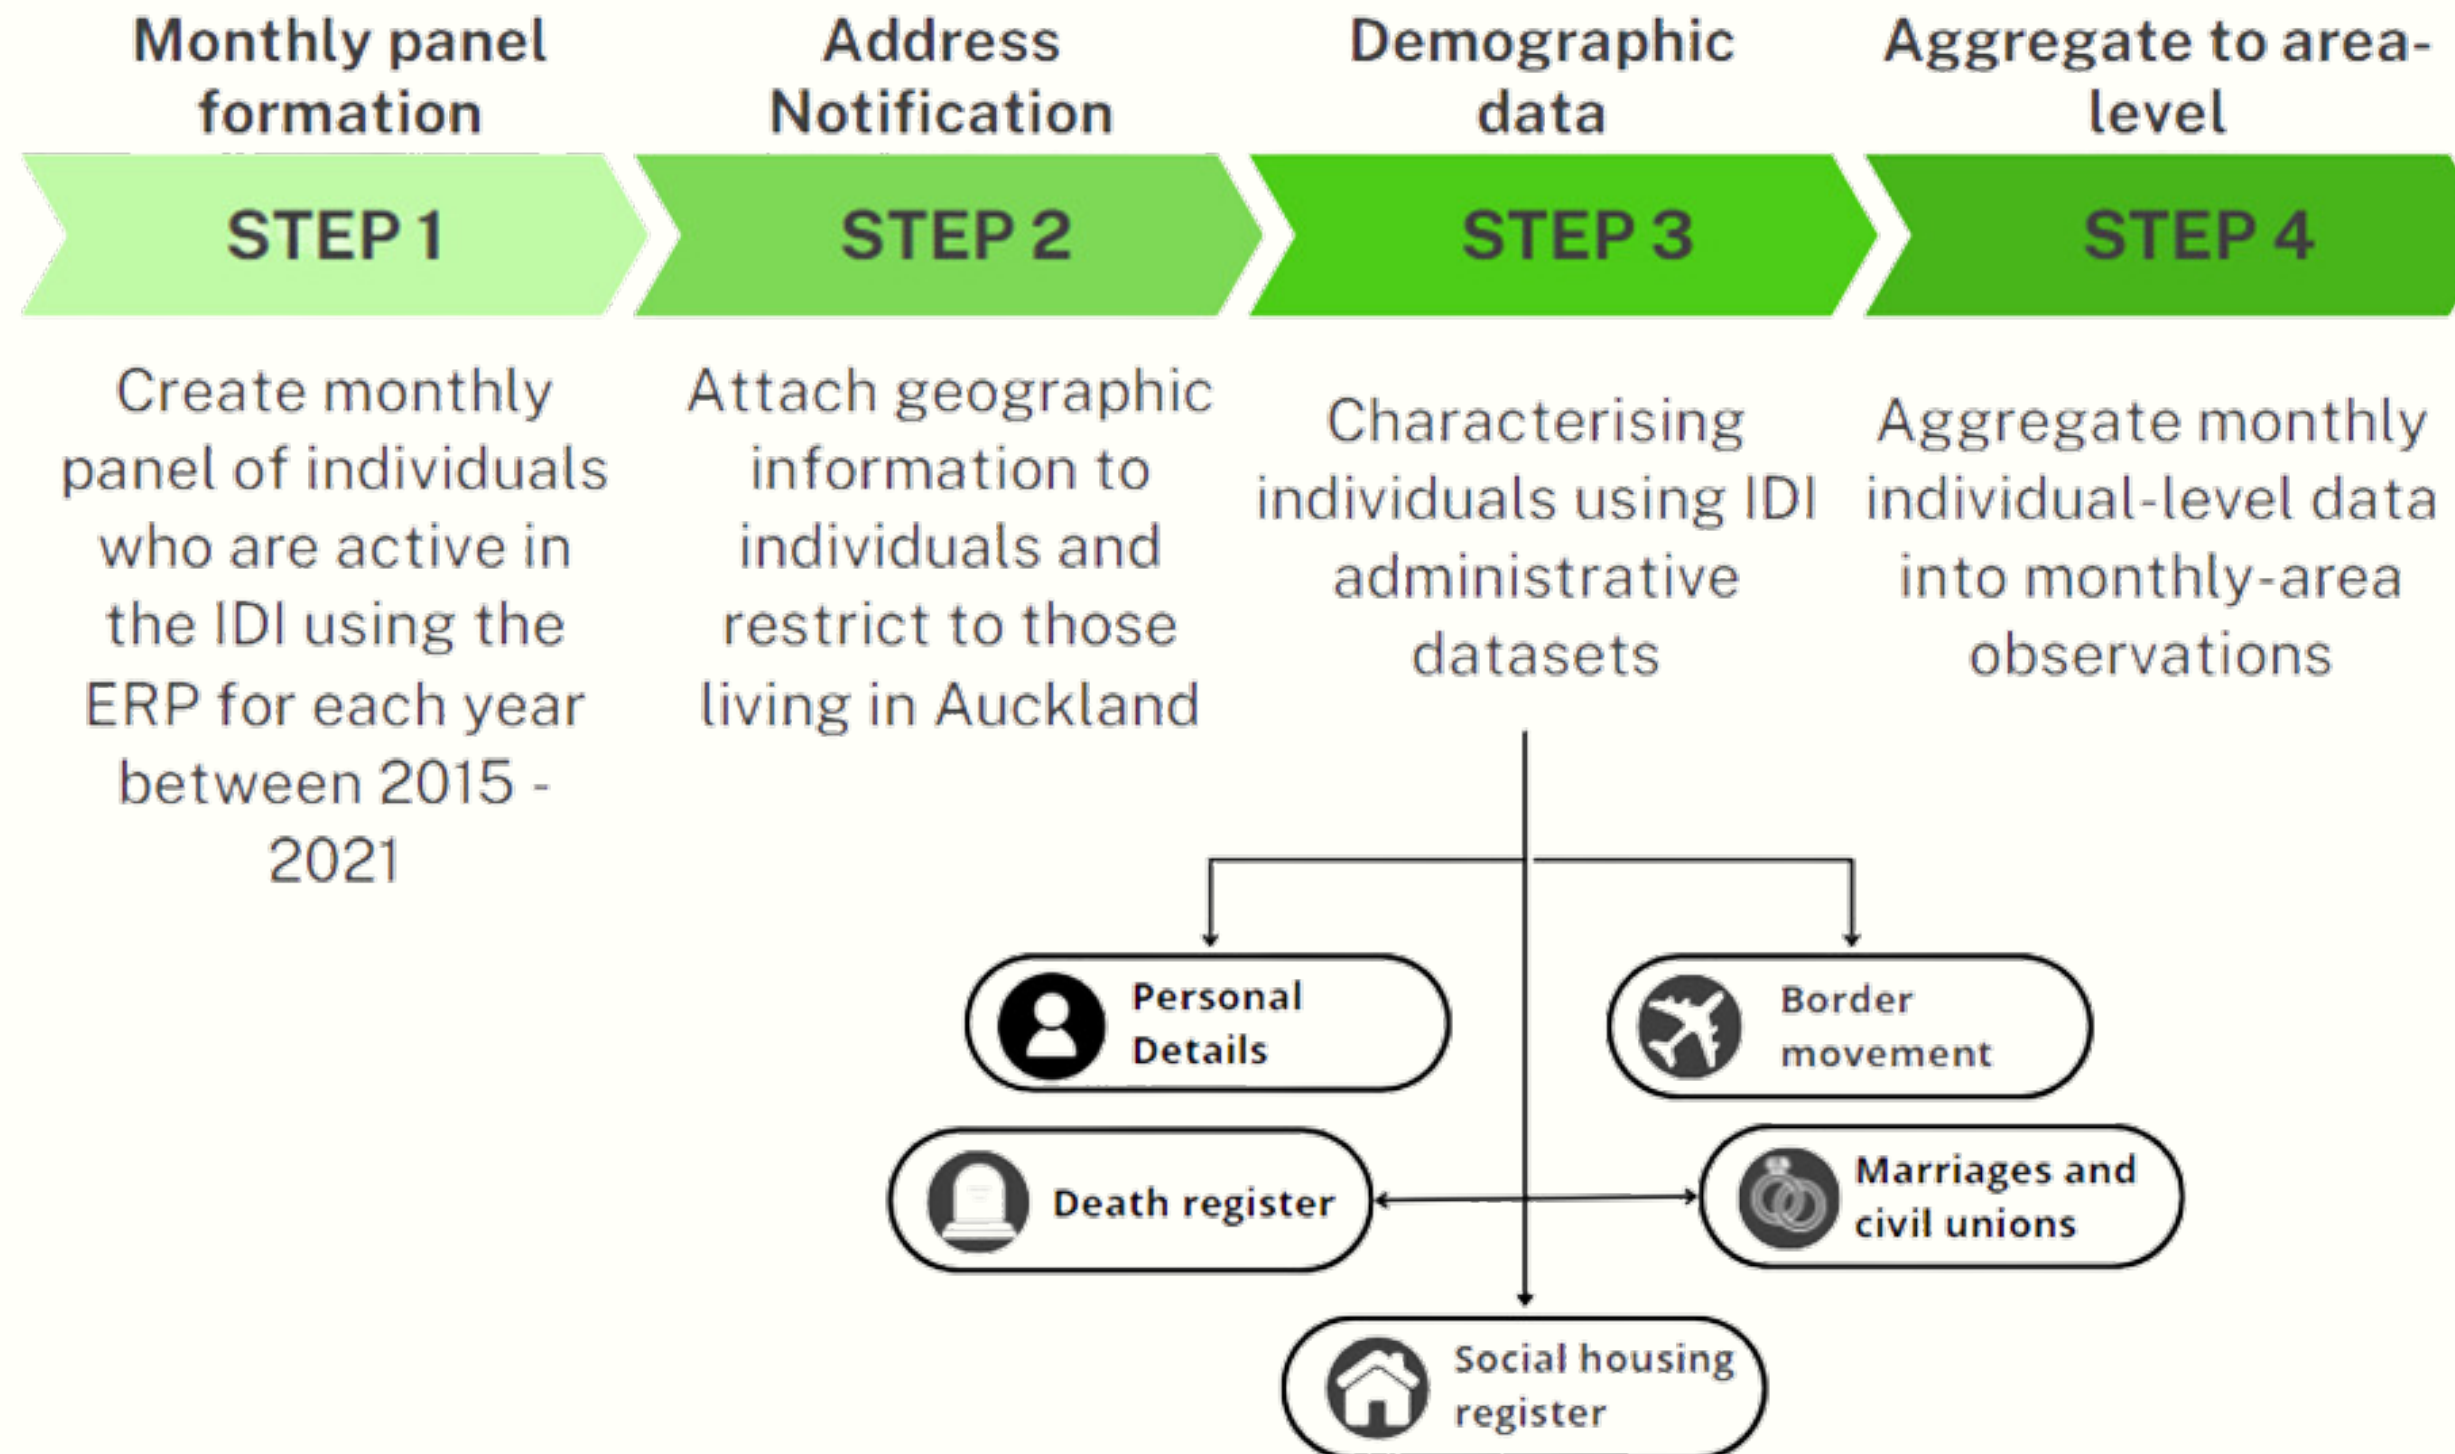 Monthly panel
formation
Address
Notification
Demographic
data
Aggregate to area-
level
STEP 1
STEP 2
STEP 3
STEP 4
Create monthly
panel of individuals
who are active in
the IDI using the
ERP for each year
between 2015 -
2021
Attach geographic
information to
individuals and
restrict to those
living in Auckland
Characterising
individuals using IDI
administrative
datasets
Aggregate monthly
individual-level data
into monthly-area
observations
Personal
Details
Border
movement
Death register
Marriages and
civil unions
Social housing
register